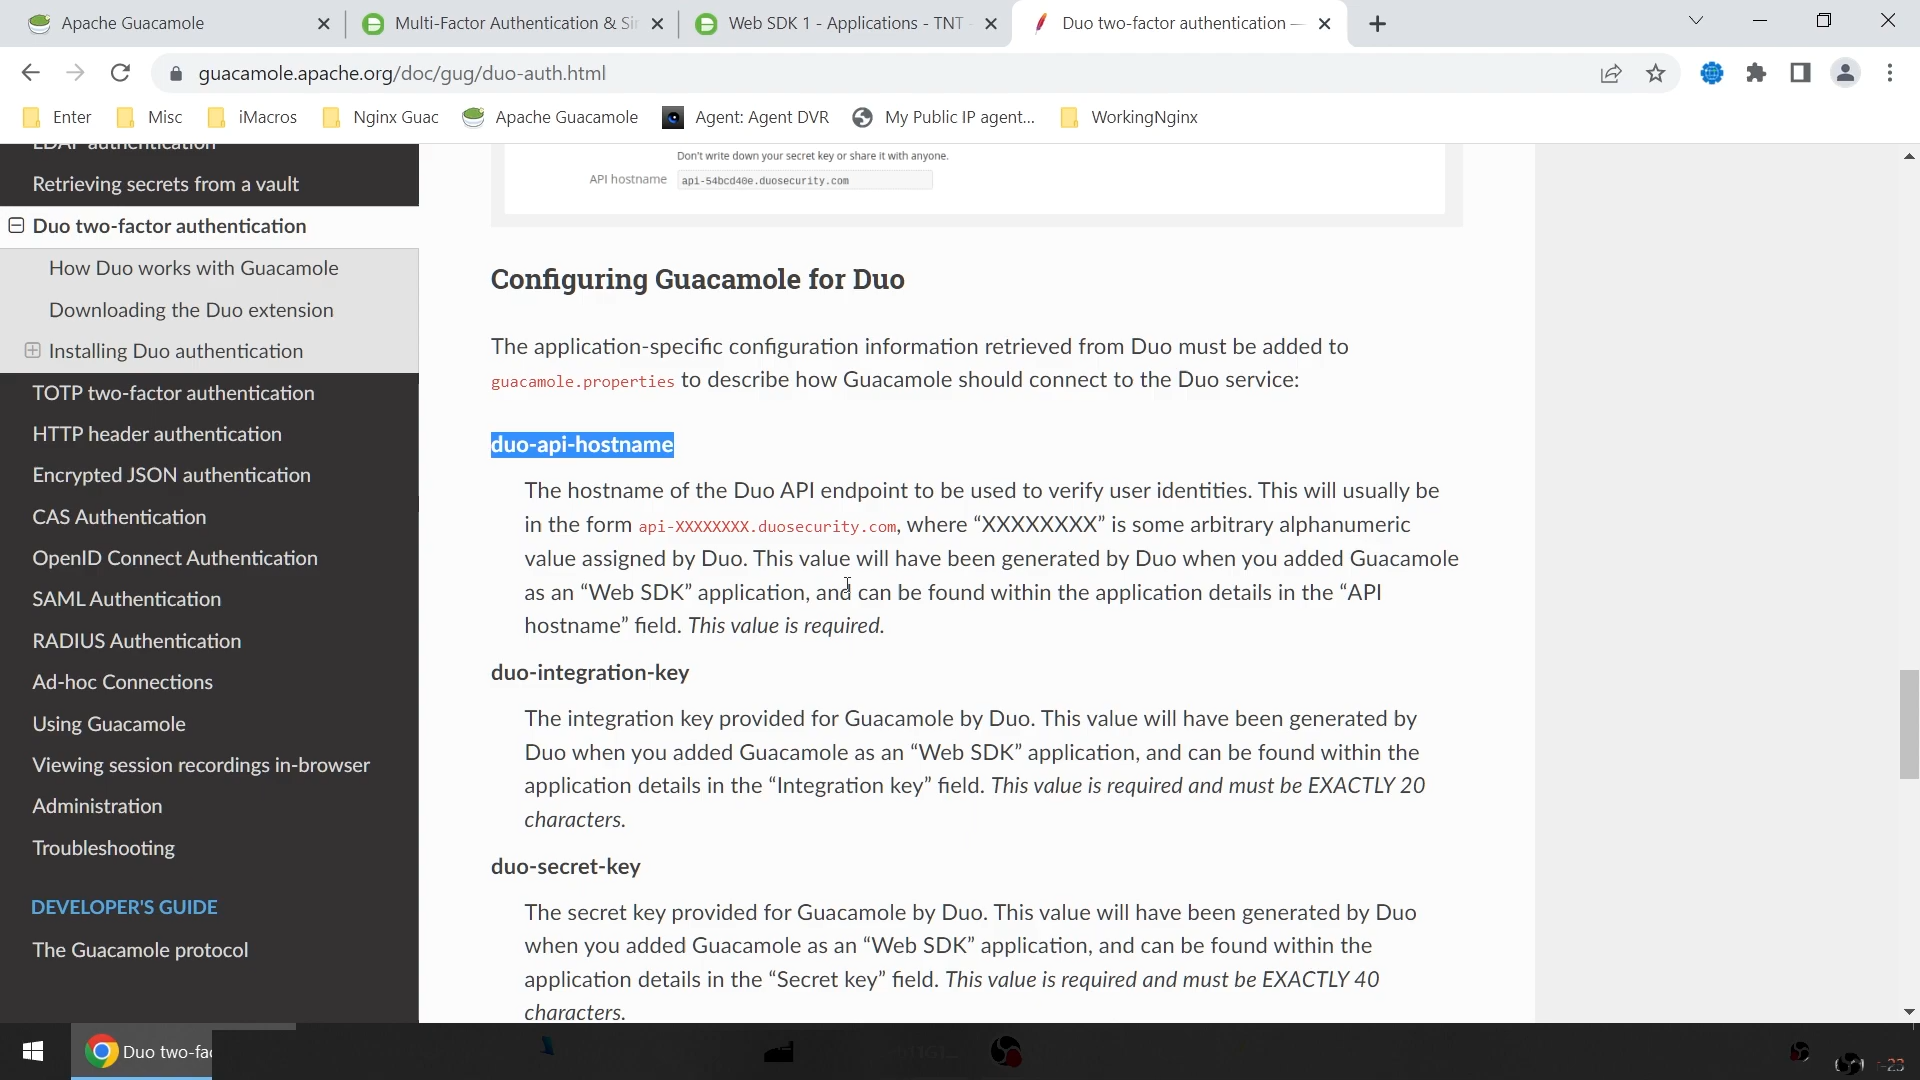 Apache Guacamole
Multi-Factor Authentication & Sin
Web SDK 1 - Applications - TNT -
Duo two-factor authentication —
guacamole.apache.org/doc/gug/duo-auth.html
Enter
Misc
iMacros
Nginx Guac
Apache Guacamole
Agent: Agent DVR
My Public IP agent...
WorkingNginx
LDAP authentication
Retrieving secrets from a vault
Duo two-factor authentication
How Duo works with Guacamole
Downloading the Duo extension
Installing Duo authentication
TOTP two-factor authentication
HTTP header authentication
Encrypted JSON authentication
CAS Authentication
OpenID Connect Authentication
SAML Authentication
RADIUS Authentication
Ad-hoc Connections
Using Guacamole
Viewing session recordings in-browser
Administration
Troubleshooting
DEVELOPER'S GUIDE
The Guacamole protocol
Don't write down your secret key or share it with anyone.
API hostname api-54bcd40e.duosecurity.com
Configuring Guacamole for Duo
The application-specific configuration information retrieved from Duo must be added to
guacamole.properties to describe how Guacamole should connect to the Duo service:
duo-api-hostname
The hostname of the Duo API endpoint to be used to verify user identities. This will usually be
in the form api-XXXXXXXX.duosecurity.com, where “XXXXXXXX” is some arbitrary alphanumeric
value assigned by Duo. This value will have been generated by Duo when you added Guacamole
as an “Web SDK” application, and can be found within the application details in the “API
hostname” field. This value is required.
duo-integration-key
The integration key provided for Guacamole by Duo. This value will have been generated by
Duo when you added Guacamole as an “Web SDK” application, and can be found within the
application details in the “Integration key” field. This value is required and must be EXACTLY 20
characters.
duo-secret-key
The secret key provided for Guacamole by Duo. This value will have been generated by Duo
when you added Guacamole as an “Web SDK” application, and can be found within the
application details in the “Secret key” field. This value is required and must be EXACTLY 40
characters.
Duo two-fac